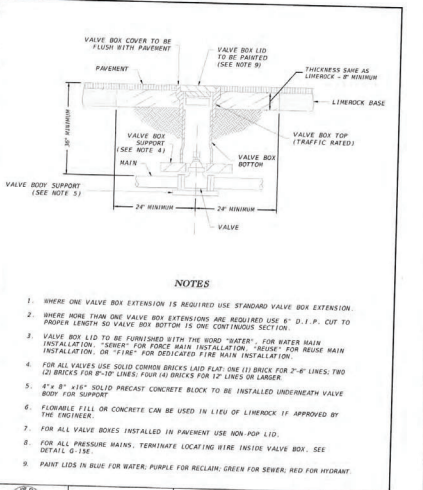 VALVE BOX COVER TO BE
FLUSH WITH PAVEMENT
VALVE BOX LID
TO BE PAINTED
(SEE NOTE 9)
PAVEMENT
THICKNESS SAME AS
LIMEROCK - 8" MINIMUM
LIMEROCK BASE
36" MINIMUM
VALVE BOX TOP
(TRAFFIC RATED)
VALVE BOX
SUPPORT
(SEE NOTE 4)
VALVE BOX
BOTTOM
MAIN
VALVE BODY SUPPORT
(SEE NOTE 5)
24" MINIMUM
24" MINIMUM
VALVE
NOTES
1. WHERE ONE VALVE BOX EXTENSION IS REQUIRED USE STANDARD VALVE BOX EXTENSION.
2. WHERE MORE THAN ONE VALVE BOX EXTENSIONS ARE REQUIRED USE 6" D.I.P. CUT TO
PROPER LENGTH SO VALVE BOX BOTTOM IS ONE CONTINUOUS SECTION.
3. VALVE BOX LID TO BE FURNISHED WITH THE WORD "WATER", FOR WATER MAIN
INSTALLATION, "SEWER" FOR FORCE MAIN INSTALLATION, "REUSE" FOR REUSE MAIN
INSTALLATION, OR "FIRE" FOR DEDICATED FIRE MAIN INSTALLATION.
4. FOR ALL VALVES USE SOLID COMMON BRICKS LAID FLAT: ONE (1) BRICK FOR 2"-6" LINES; TWO
(2) BRICKS FOR 8"-10" LINES; FOUR (4) BRICKS FOR 12" LINES OR LARGER.
5. 4"x 8" x16" SOLID PRECAST CONCRETE BLOCK TO BE INSTALLED UNDERNEATH VALVE
BODY FOR SUPPORT
6. FLOWABLE FILL OR CONCRETE CAN BE USED IN LIEU OF LIMEROCK IF APPROVED BY
THE ENGINEER.
7. FOR ALL VALVE BOXES INSTALLED IN PAVEMENT USE NON-POP LID.
8. FOR ALL PRESSURE MAINS, TERMINATE LOCATING WIRE INSIDE VALVE BOX, SEE
DETAIL G-15E.
9. PAINT LIDS IN BLUE FOR WATER; PURPLE FOR RECLAIM; GREEN FOR SEWER; RED FOR HYDRANT